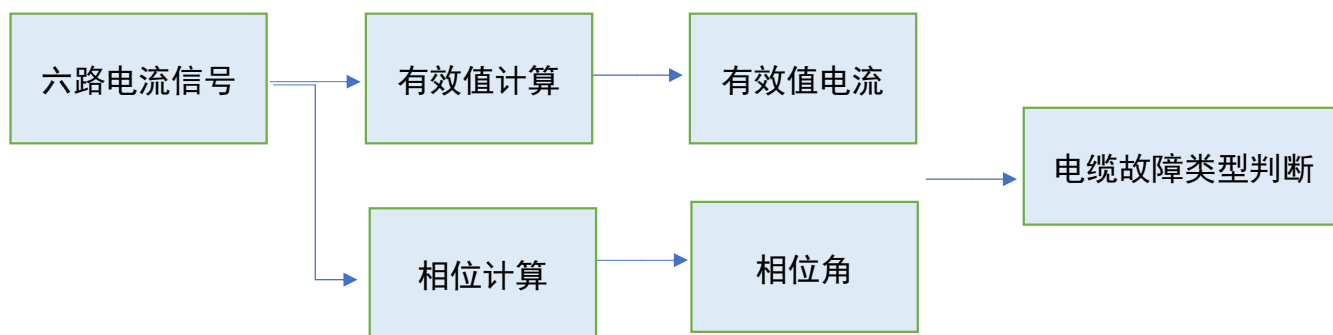 六路电流信号
有效值计算
有效值电流
电缆故障类型判断
相位计算
相位角